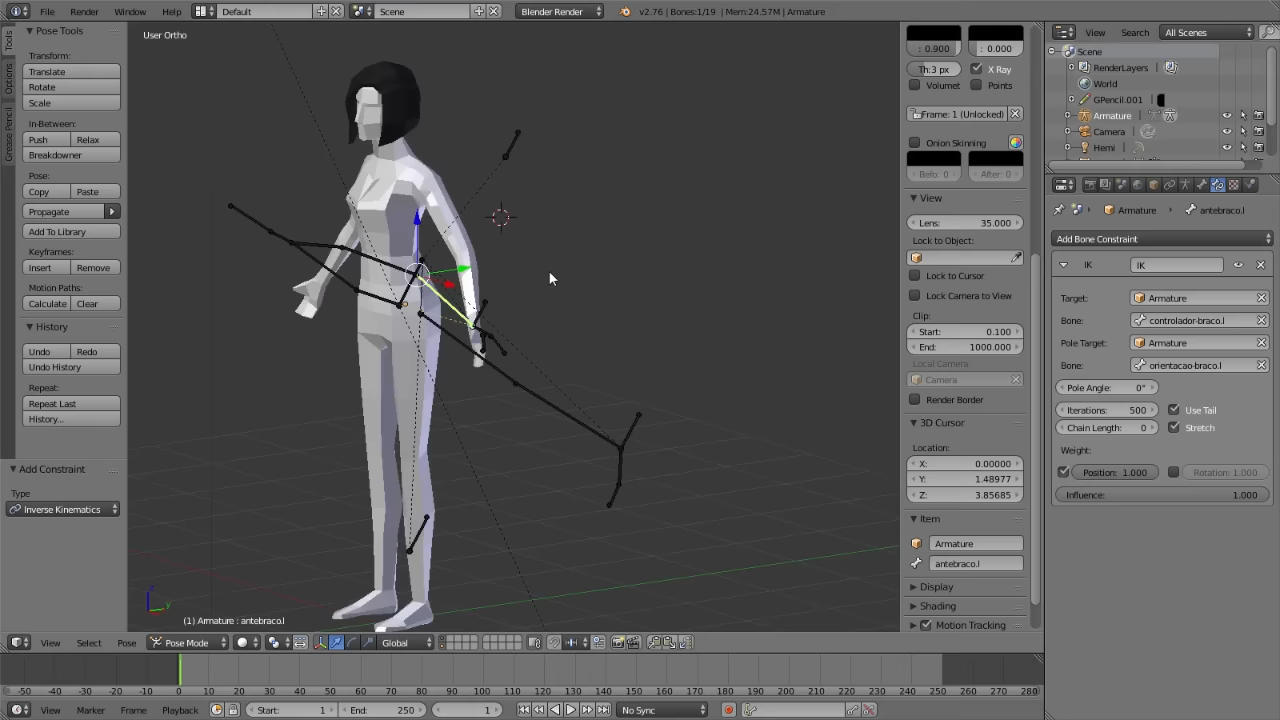 File
Render
Window
Help
Default
Scene
Blender Render
v2.76 | Bones:1/19 | Mem:24.57M | Armature
Tools
Options
Grease Pencil
Pose Tools
Transform:
Translate
Rotate
Scale
In-Between:
Push
Relax
Breakdowner
Pose:
Copy
Paste
Propagate
Add To Library
Keyframes:
Insert
Remove
Motion Paths:
Calculate
Clear
History
Undo
Redo
Undo History
Repeat:
Repeat Last
History...
Add Constraint
Type
Inverse Kinematics
User Ortho
(1) Armature : antebraco.l
: 0.900
: 0.000
Th:3 px
X Ray
Volumet
Points
Frame: 1 (Unlocked)
Onion Skinning
Befo: 0
After: 0
View
Lens: 35.000
Lock to Object:
Lock to Cursor
Lock Camera to View
Clip:
Start: 0.100
End: 1000.000
Local Camera
Camera
Render Border
3D Cursor
Location:
X: 0.00000
Y: 1.48977
Z: 3.85685
Item
Armature
antebraco.l
Display
Shading
Motion Tracking
View
Search
All Scenes
Scene
RenderLayers
World
GPencil.001
Armature
Camera
Hemi
Armature
antebraco.l
Add Bone Constraint
IK
IK
Target:
Armature
Bone:
controlador-braco.l
Pole Target:
Armature
Bone:
orientacao-braco.l
Pole Angle: 0°
Iterations: 500
Use Tail
Chain Length: 0
Stretch
Weight:
Position: 1.000
Rotation: 1.000
Influence: 1.000
View
Select
Pose
Pose Mode
Global
-50 -40 -30 -20 -10 0 10 20 30 40 50 60 70 80 90 100 110 120 130 140 150 160 170 180 190 200 210 220 230 240 250 260 270 280
View
Marker
Frame
Playback
Start: 1
End: 250
1
No Sync